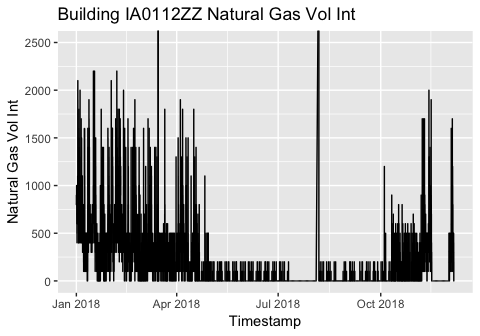 Building IA0112ZZ Natural Gas Vol Int
Natural Gas Vol Int
2500
2000
1500
1000
500
0
Jan 2018 Apr 2018 Jul 2018 Oct 2018
Timestamp